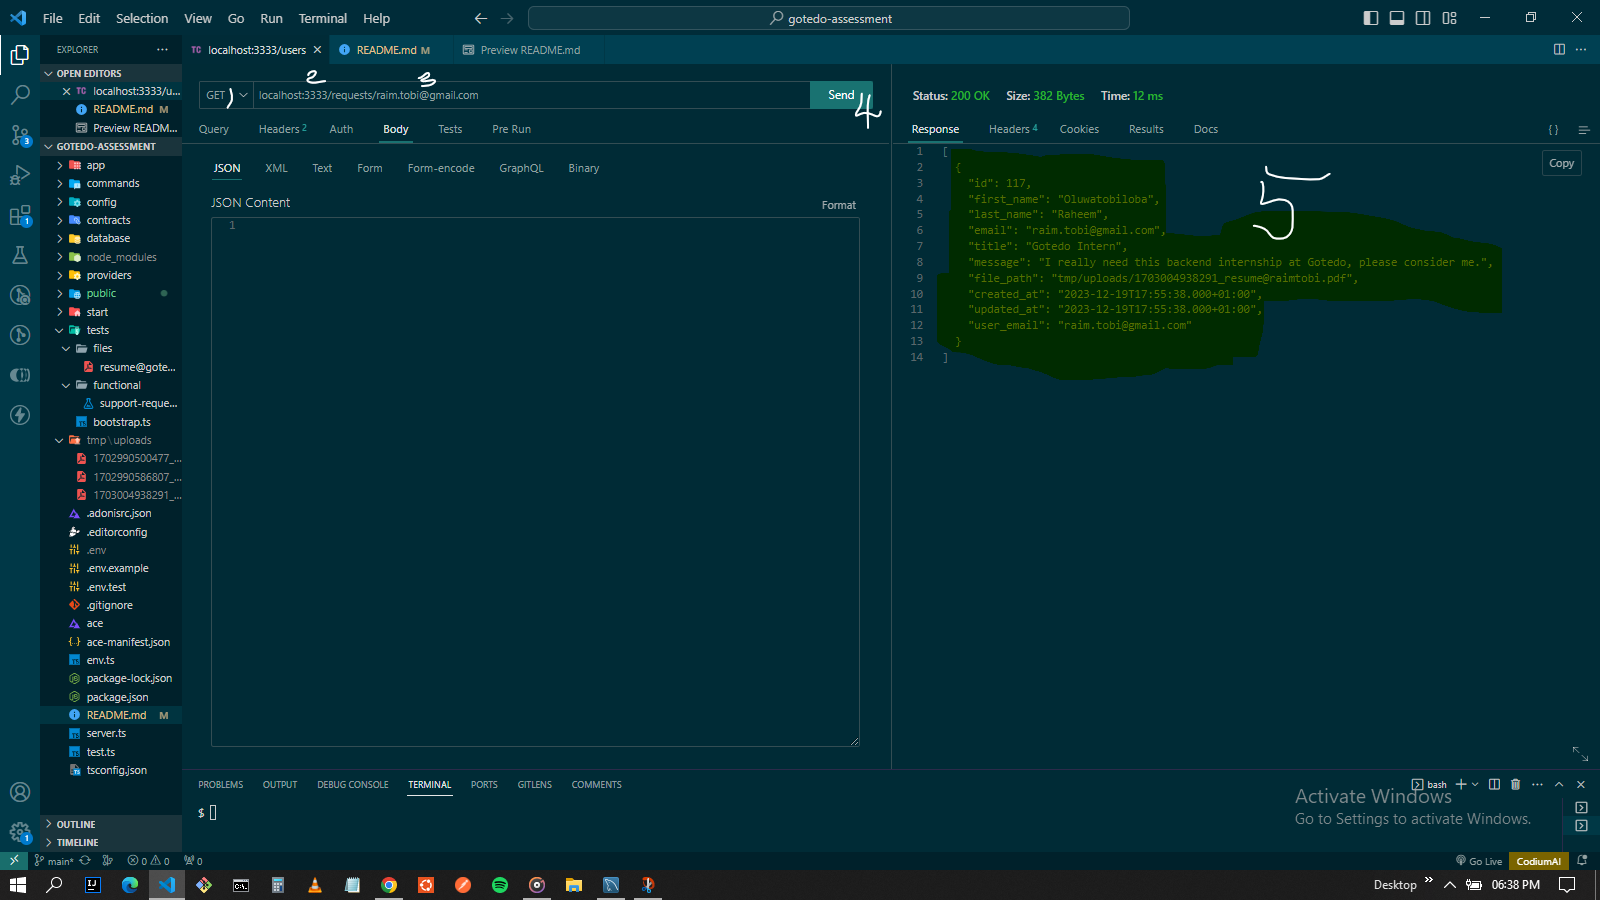 File Edit Selection View Go Run Terminal Help
gotedo-assessment
EXPLORER
OPEN EDITORS
TC localhost:3333/u...
README.md M
Preview READM...
GOTEDO-ASSESSMENT
app
commands
config
contracts
database
node_modules
providers
public
start
tests
files
resume@gote...
functional
support-reque...
bootstrap.ts
tmp\uploads
1702990500477_...
1702990586807_...
1703004938291_...
.adonisrc.json
.editorconfig
.env
.env.example
.env.test
.gitignore
ace
ace-manifest.json
env.ts
package-lock.json
package.json
README.md M
server.ts
test.ts
tsconfig.json
OUTLINE
TIMELINE
3
1
1
TC localhost:3333/users
README.md M
Preview README.md
1 2 3
GET localhost:3333/requests/raim.tobi@gmail.com Send
4
Query Headers 2 Auth Body Tests Pre Run
JSON XML Text Form Form-encode GraphQL Binary
JSON Content
Format
1
Status: 200 OK Size: 382 Bytes Time: 12 ms
Response Headers 4 Cookies Results Docs
{ }
Copy
5
1 [
2 {
3 "id": 117,
4 "first_name": "Oluwatobiloba",
5 "last_name": "Raheem",
6 "email": "raim.tobi@gmail.com",
7 "title": "Gotedo Intern",
8 "message": "I really need this backend internship at Gotedo, please consider me.",
9 "file_path": "tmp/uploads/1703004938291_resume@raimtobi.pdf",
10 "created_at": "2023-12-19T17:55:38.000+01:00",
11 "updated_at": "2023-12-19T17:55:38.000+01:00",
12 "user_email": "raim.tobi@gmail.com"
13 }
14 ]
PROBLEMS OUTPUT DEBUG CONSOLE TERMINAL PORTS GITLENS COMMENTS
bash
$
Activate Windows
Go to Settings to activate Windows.
main* 0 0 0
Go Live CodiumAI
Desktop 06:38 PM